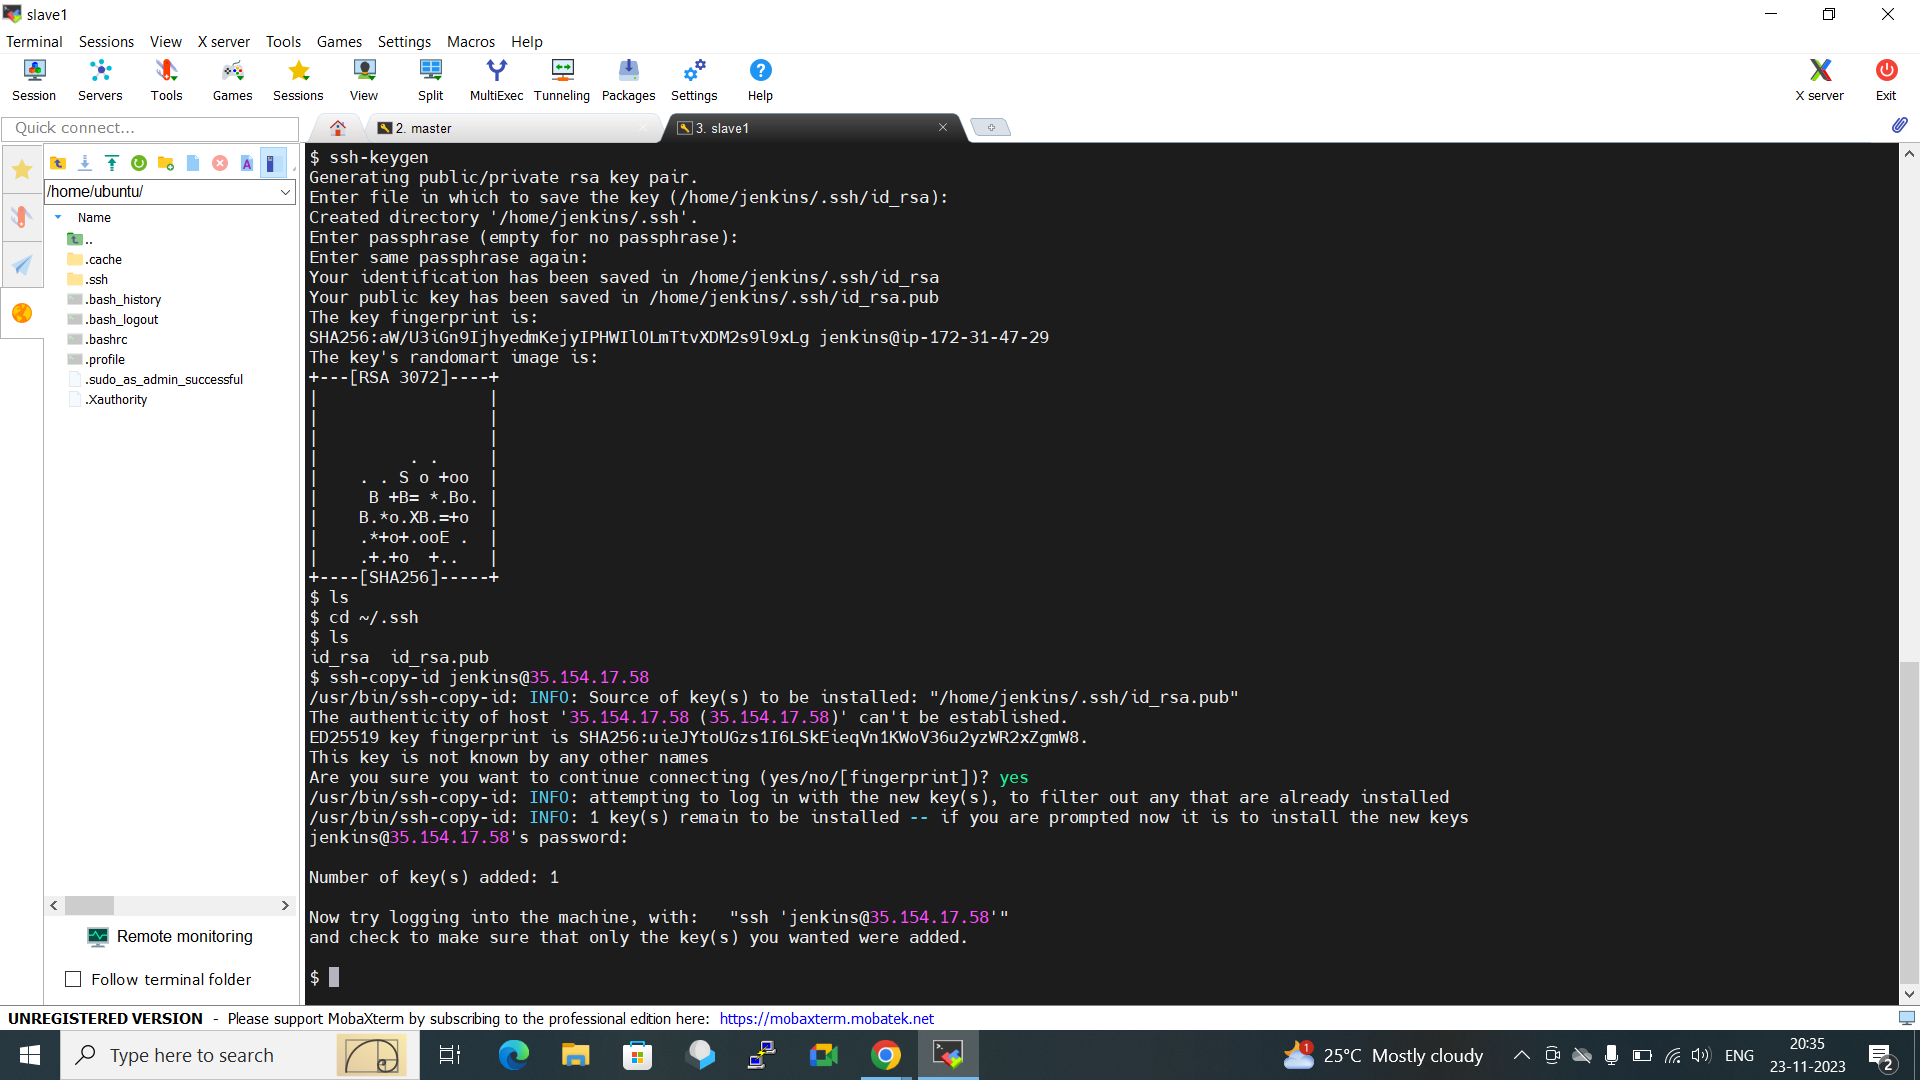 slave1
Terminal Sessions View X server Tools Games Settings Macros Help
Session Servers Tools Games Sessions View Split MultiExec Tunneling Packages Settings Help X server Exit
Quick connect...
2. master
3. slave1
/home/ubuntu/
Name
..
.cache
.ssh
.bash_history
.bash_logout
.bashrc
.profile
.sudo_as_admin_successful
.Xauthority
Remote monitoring
Follow terminal folder
$ ssh-keygen
Generating public/private rsa key pair.
Enter file in which to save the key (/home/jenkins/.ssh/id_rsa):
Created directory '/home/jenkins/.ssh'.
Enter passphrase (empty for no passphrase):
Enter same passphrase again:
Your identification has been saved in /home/jenkins/.ssh/id_rsa
Your public key has been saved in /home/jenkins/.ssh/id_rsa.pub
The key fingerprint is:
SHA256:aW/U3iGn9IjhyedmKejyIPHWIlOLmTtvXDM2s9l9xLg jenkins@ip-172-31-47-29
The key's randomart image is:
+---[RSA 3072]----+
|                 |
|                 |
|                 |
|         . .     |
|    . . S o +oo  |
|     B +B= *.Bo. |
|    B.*o.XB.=+o  |
|    .*+o+.ooE .  |
|    .+.+o  +..   |
+----[SHA256]-----+
$ ls
$ cd ~/.ssh
$ ls
id_rsa  id_rsa.pub
$ ssh-copy-id jenkins@35.154.17.58
/usr/bin/ssh-copy-id: INFO: Source of key(s) to be installed: "/home/jenkins/.ssh/id_rsa.pub"
The authenticity of host '35.154.17.58 (35.154.17.58)' can't be established.
ED25519 key fingerprint is SHA256:uieJYtoUGzs1I6LSkEieqVn1KWoV36u2yzWR2xZgmW8.
This key is not known by any other names
Are you sure you want to continue connecting (yes/no/[fingerprint])? yes
/usr/bin/ssh-copy-id: INFO: attempting to log in with the new key(s), to filter out any that are already installed
/usr/bin/ssh-copy-id: INFO: 1 key(s) remain to be installed -- if you are prompted now it is to install the new keys
jenkins@35.154.17.58's password:
Number of key(s) added: 1
Now try logging into the machine, with:   "ssh 'jenkins@35.154.17.58'"
and check to make sure that only the key(s) you wanted were added.
$
UNREGISTERED VERSION - Please support MobaXterm by subscribing to the professional edition here: https://mobaxterm.mobatek.net
Type here to search
1
25°C Mostly cloudy
ENG
20:35
23-11-2023
2